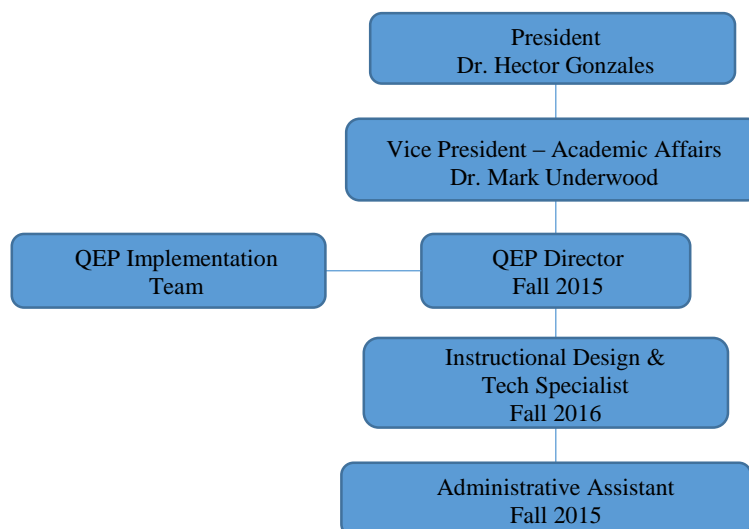 President
Dr. Hector Gonzales
Vice President – Academic Affairs
Dr. Mark Underwood
QEP Implementation
Team
QEP Director
Fall 2015
Instructional Design &
Tech Specialist
Fall 2016
Administrative Assistant
Fall 2015